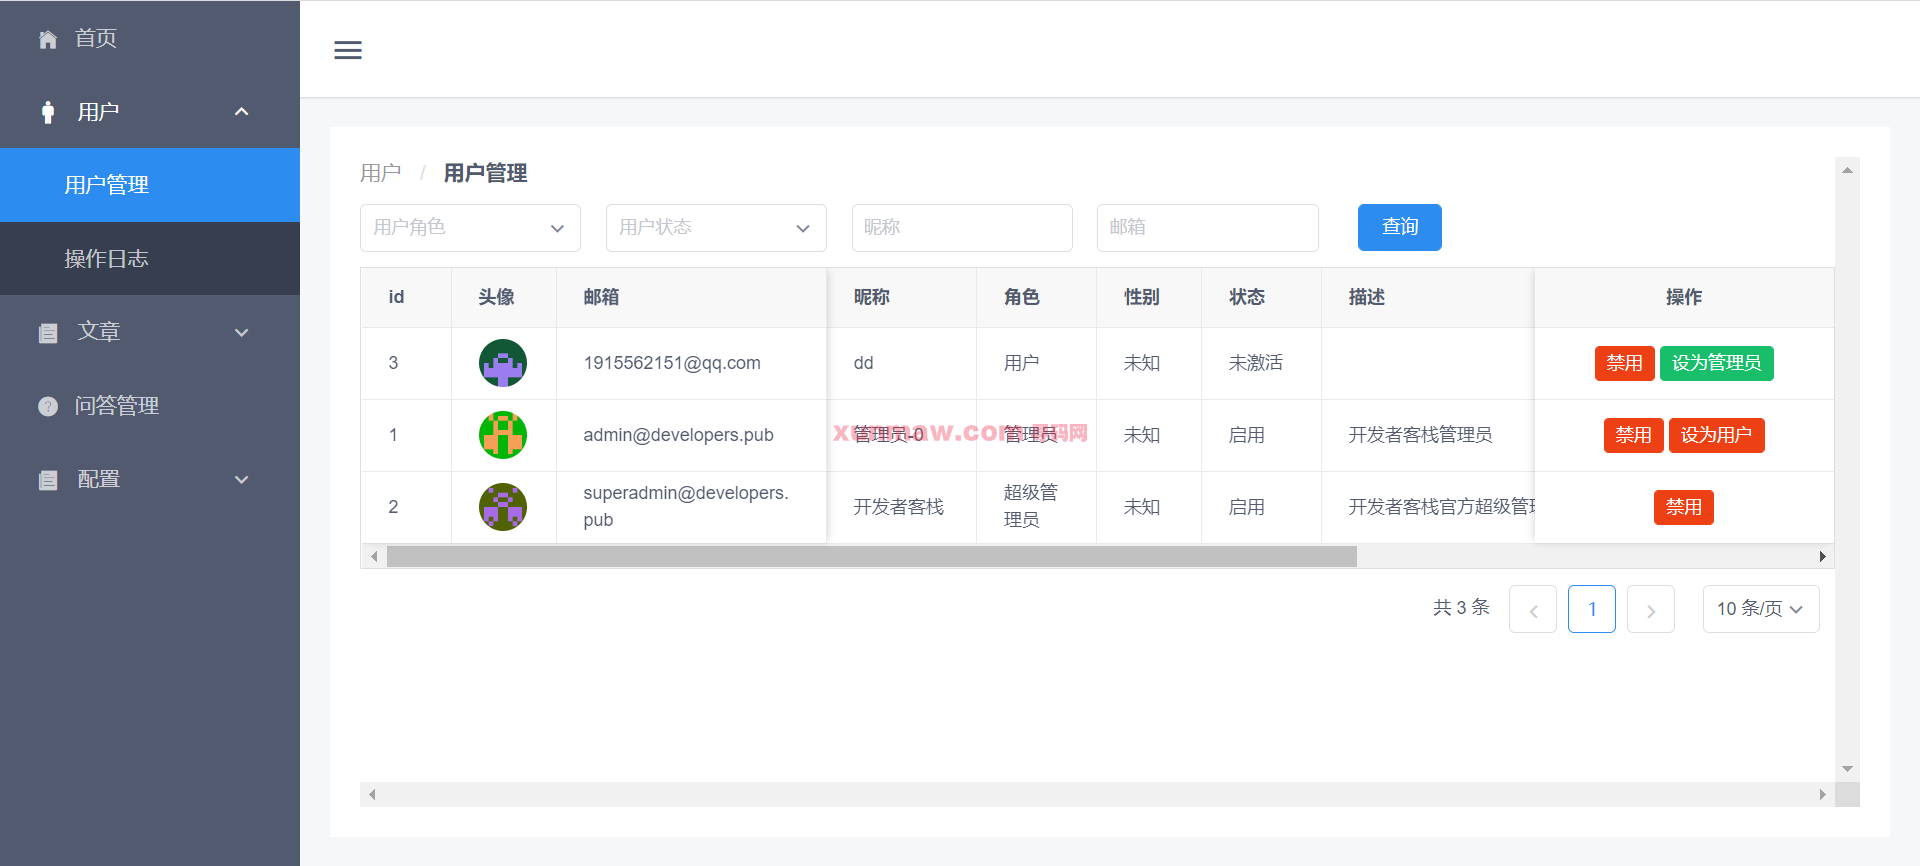 首页
用户
用户管理
操作日志
文章
问答管理
配置
用户 / 用户管理
用户角色 用户状态 昵称 邮箱 查询
id 头像 邮箱 昵称 角色 性别 状态 描述 操作
3 1915562151@qq.com dd 用户 未知 未激活 禁用 设为管理员
1 admin@developers.pub 管理员-0 管理员 未知 启用 开发者客栈管理员 禁用 设为用户
2 superadmin@developers.pub 开发者客栈 超级管理员 未知 启用 开发者客栈官方超级管 禁用
共 3 条 1 10 条/页